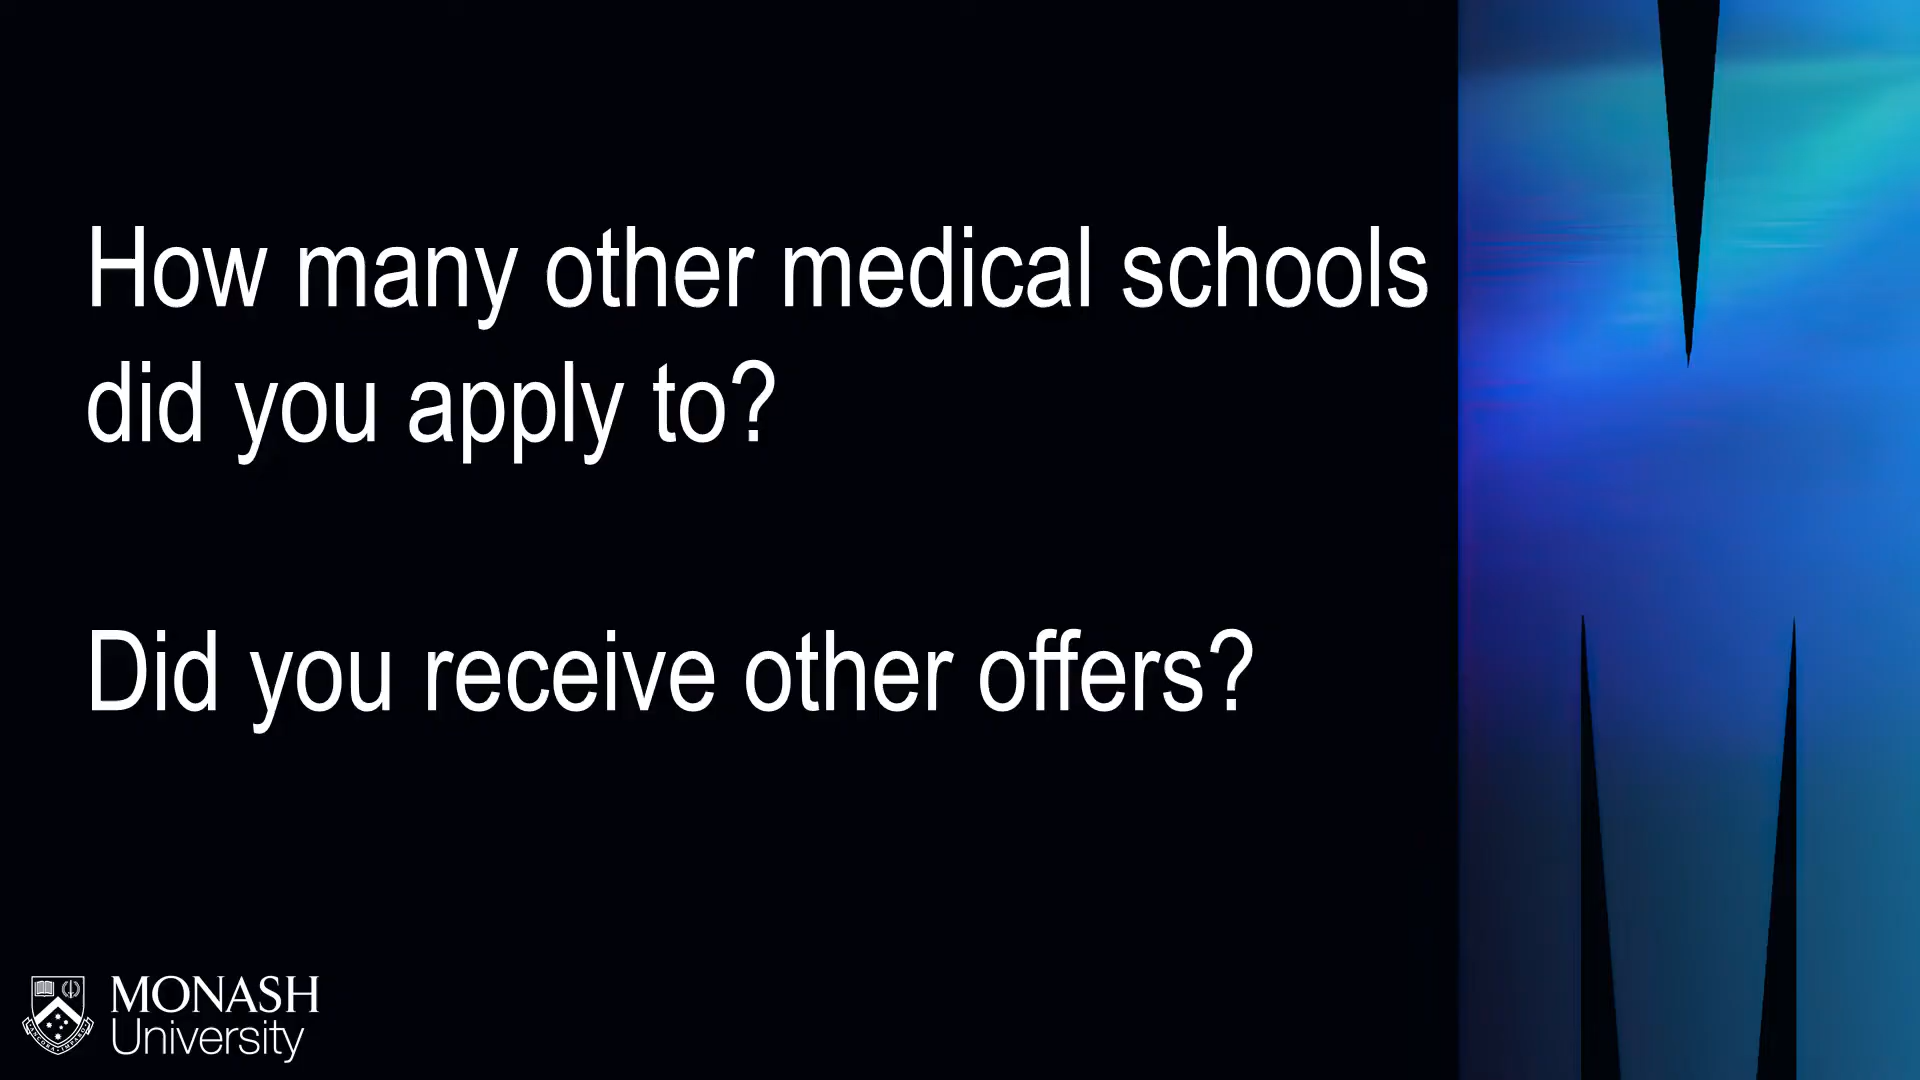 How many other medical schools
did you apply to?
Did you receive other offers?
MONASH
University